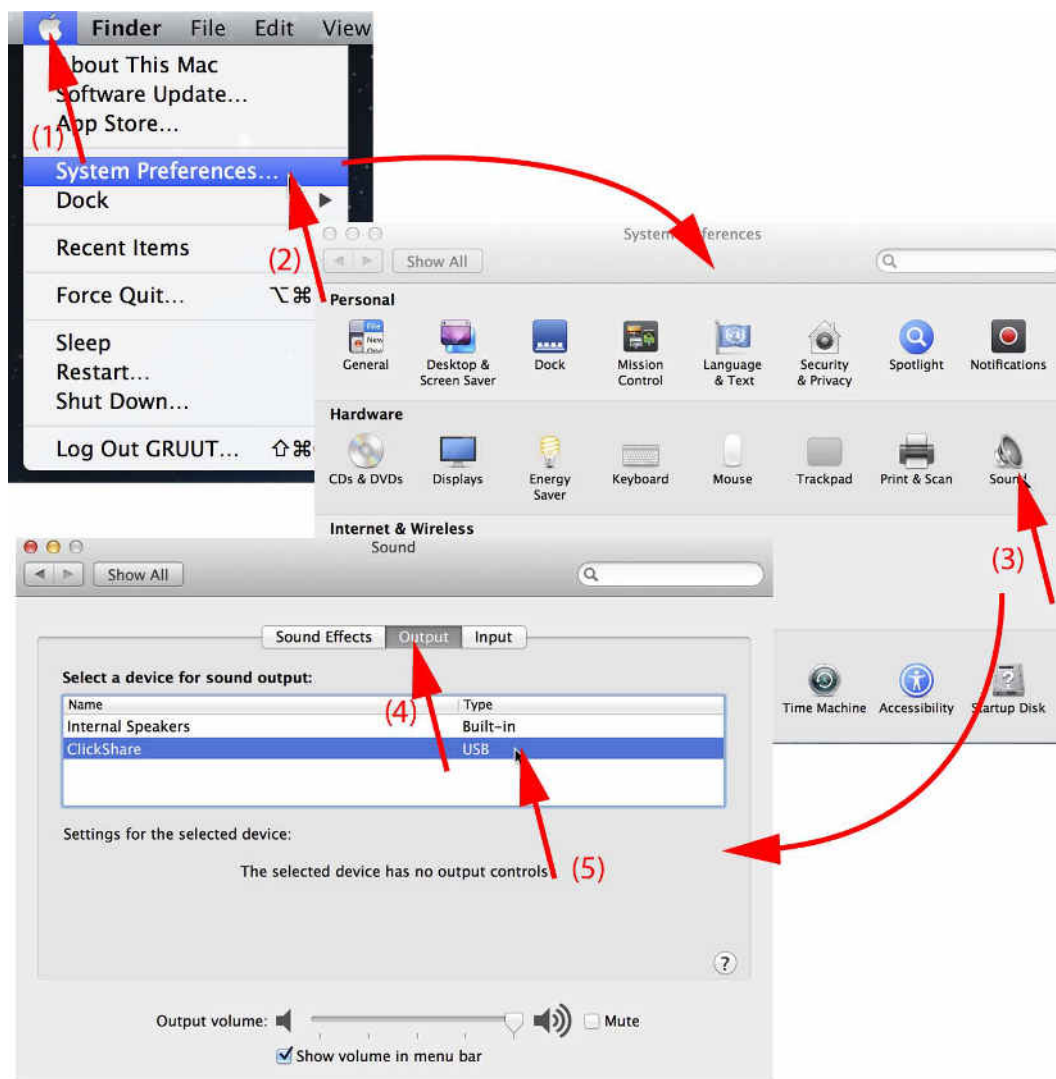 Finder File Edit View
About This Mac
Software Update...
App Store...
(1)
System Preferences...
Dock
Recent Items
(2)
Force Quit... ⌥⌘
Sleep
Restart...
Shut Down...
Log Out GRUUT... ⇧⌘
System Preferences
Show All
Personal
General
Desktop & Screen Saver
Dock
Mission Control
Language & Text
Security & Privacy
Spotlight
Notifications
Hardware
CDs & DVDs
Displays
Energy Saver
Keyboard
Mouse
Trackpad
Print & Scan
Sound
(3)
Internet & Wireless
Time Machine
Accessibility
Startup Disk
Sound
Show All
Sound Effects Output Input
Select a device for sound output:
Name Type
Internal Speakers Built-in
ClickShare USB
(4)
Settings for the selected device:
The selected device has no output controls
(5)
?
Output volume: Mute
Show volume in menu bar